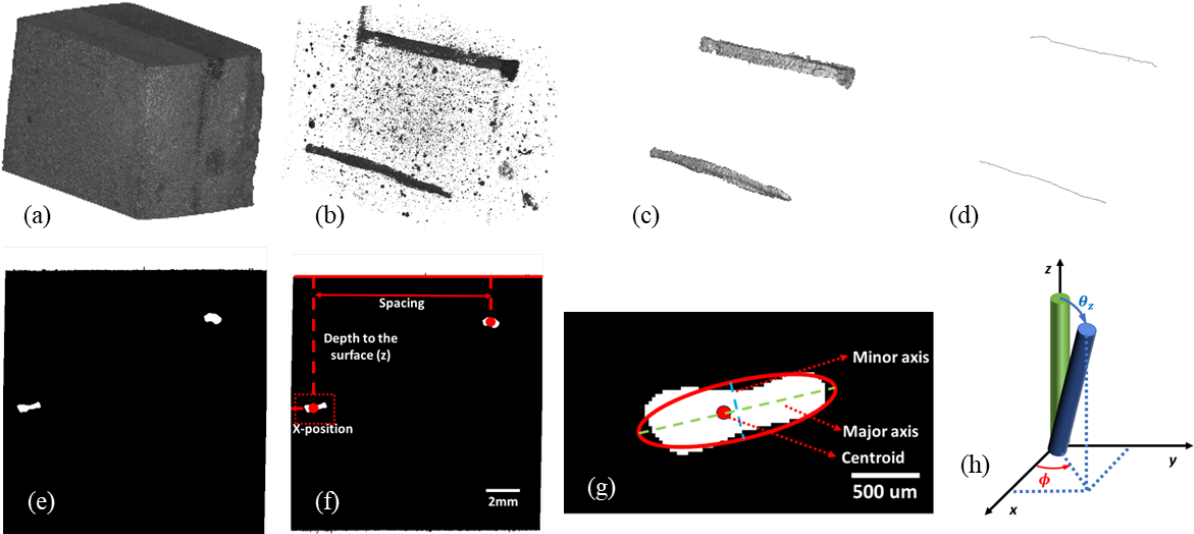 (a)
(b)
(c)
(d)
(e)
Spacing
Depth to the
surface (z)
X-position
(f)
2mm
Minor axis
Major axis
Centroid
(g)
500 um
z
θz
(h)
y
ϕ
x